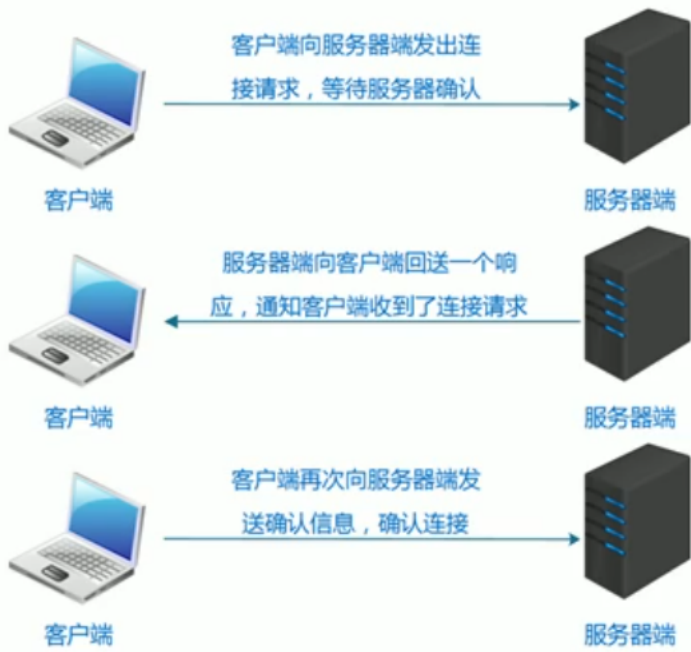 客户端向服务器端发出连
接请求，等待服务器确认
客户端
服务器端
服务器端向客户端回送一个响
应，通知客户端收到了连接请求
客户端
服务器端
客户端再次向服务器端发
送确认信息，确认连接
客户端
服务器端